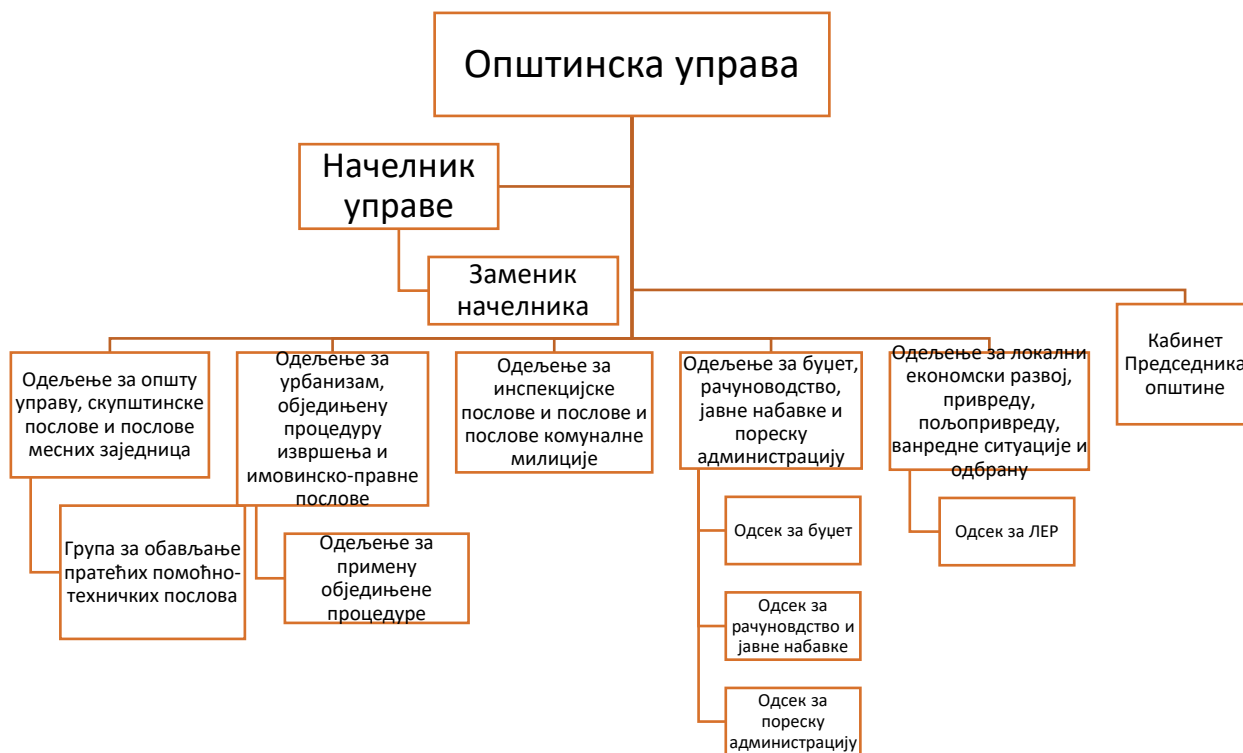 Општинска управа
Начелник
управе
Заменик
начелника
Кабинет
Председника
општине
Одељење за општу
управу, скупштинске
послове и послове
месних заједница
Одељење за
урбанизам,
обједињену
процедуру
извршења и
имовинско-правне
послове
Одељење за
инспекцијске
послове и послове и
послове комуналне
милиције
Одељење за буџет,
рачуноводство,
јавне набавке и
пореску
администрацију
Одељење за локални
економски развој,
привреду,
пољопривреду,
ванредне ситуације и
одбрану
Група за обављање
пратећих помоћно-
техничких послова
Одељење за
примену
обједињене
процедуре
Одсек за буџет
Одсек за
рачуновдство и
јавне набавке
Одсек за
пореску
администрацију
Одсек за ЛЕР